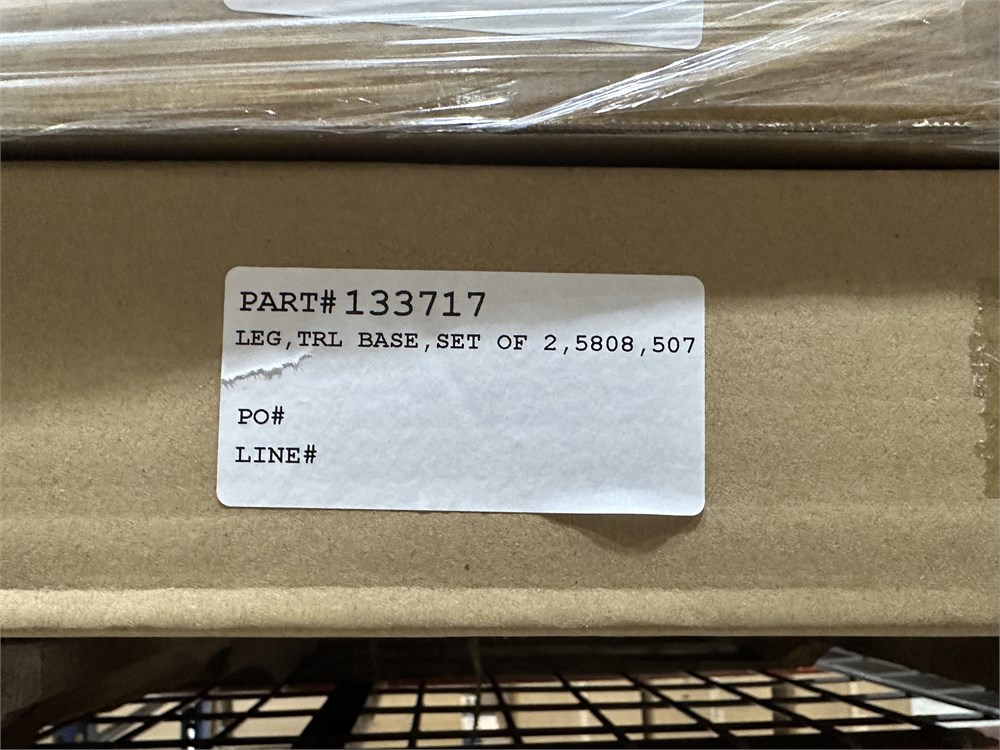 PART# 133717
LEG,TRL BASE,SET OF 2,5808,507
PO#
LINE#